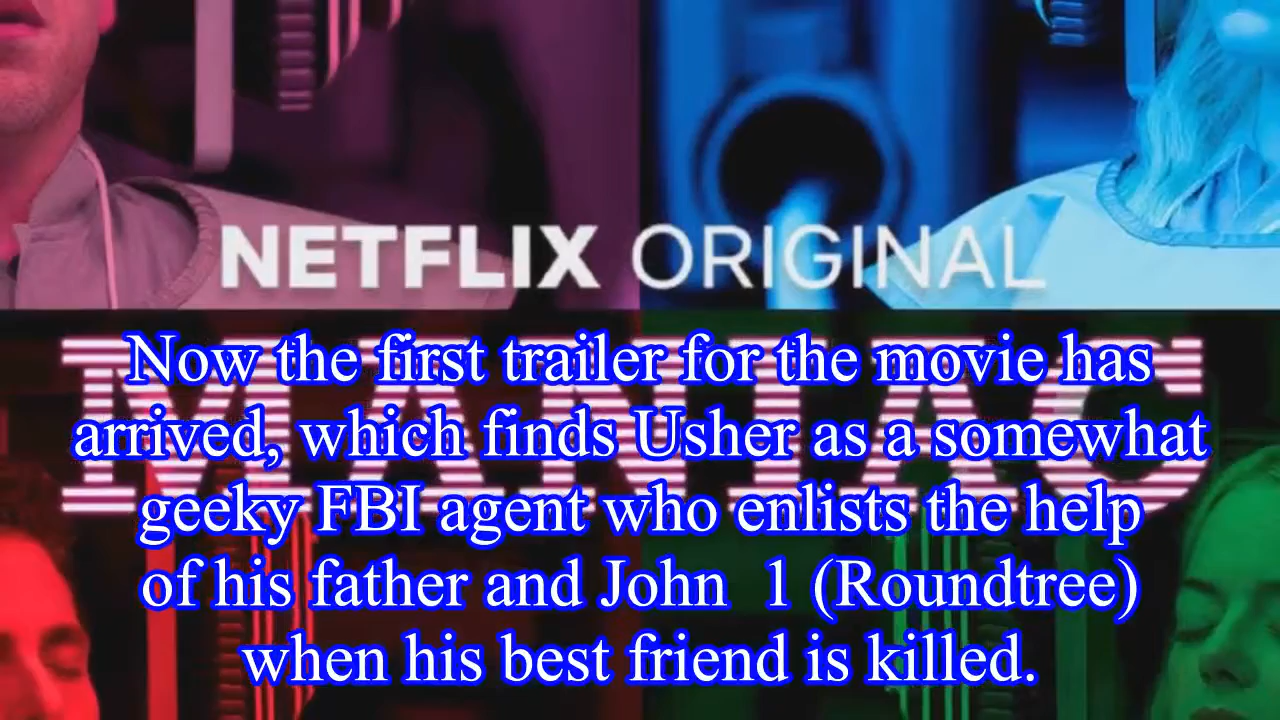 NETFLIX ORIGINAL
MANIAC
Now the first trailer for the movie has
arrived, which finds Usher as a somewhat
geeky FBI agent who enlists the help
of his father and John  1 (Roundtree)
when his best friend is killed.